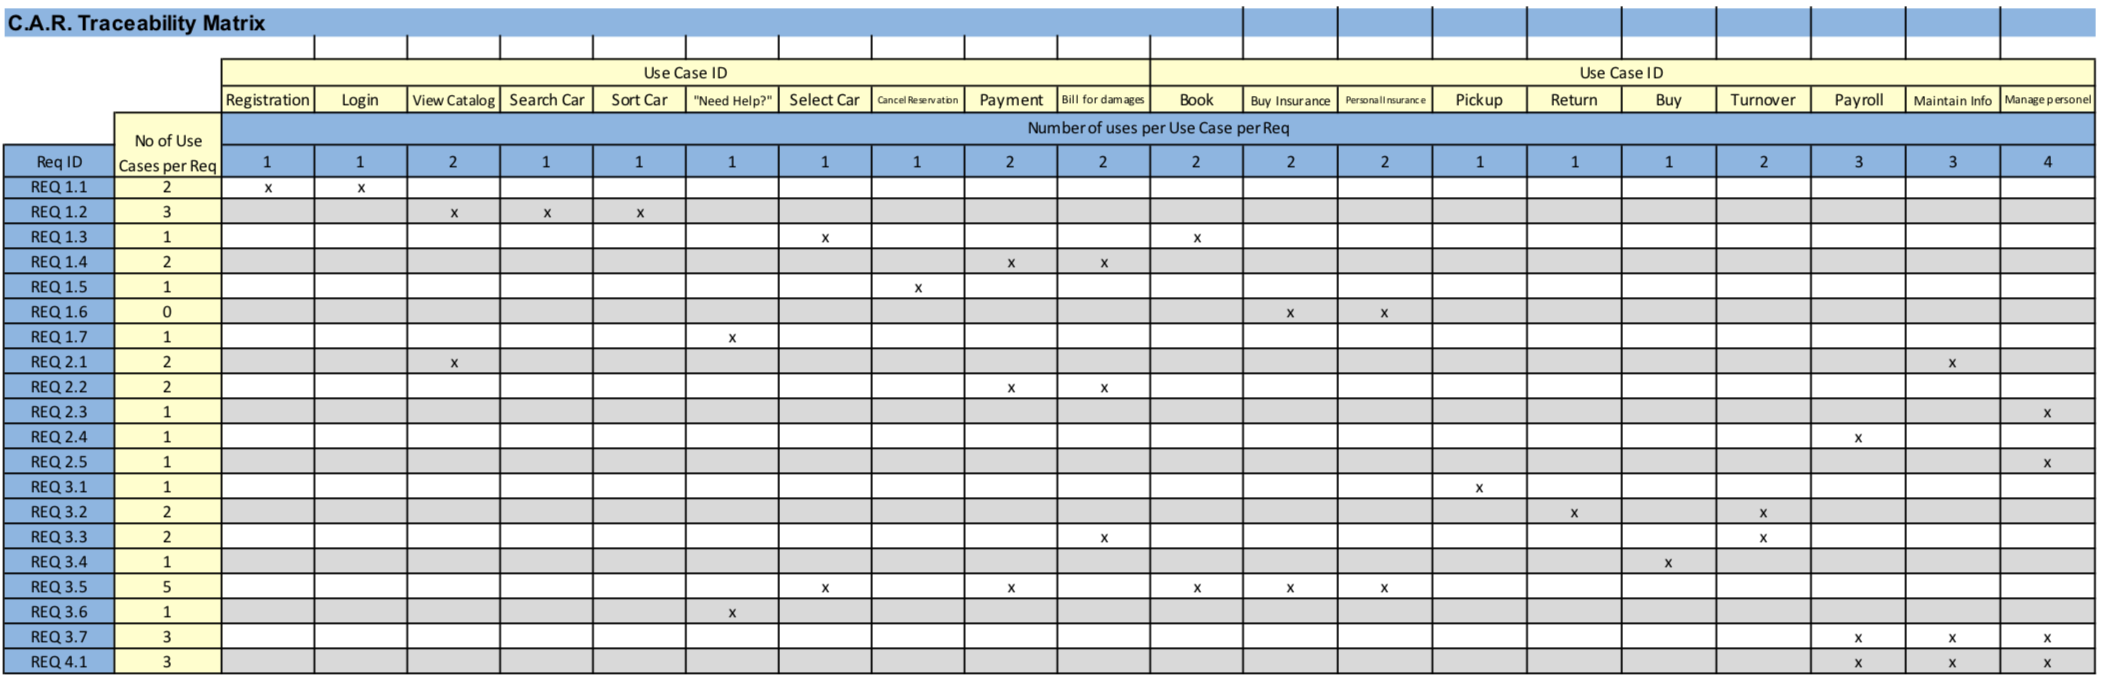 C.A.R. Traceability Matrix
Use Case ID Use Case ID
Registration Login View Catalog Search Car Sort Car "Need Help?" Select Car Cancel Reservation Payment Bill for damages Book Buy Insurance Personal Insurance Pickup Return Buy Turnover Payroll Maintain Info Manage personel
No of Use
Cases per Req
Number of uses per Use Case per Req
Req ID 1 1 2 1 1 1 1 1 2 2 2 2 2 1 1 1 2 3 3 4
REQ 1.1 2 x x
REQ 1.2 3 x x x
REQ 1.3 1 x x
REQ 1.4 2 x x
REQ 1.5 1 x
REQ 1.6 0 x x
REQ 1.7 1 x
REQ 2.1 2 x x
REQ 2.2 2 x x
REQ 2.3 1 x
REQ 2.4 1 x
REQ 2.5 1 x
REQ 3.1 1 x
REQ 3.2 2 x x
REQ 3.3 2 x x
REQ 3.4 1 x
REQ 3.5 5 x x x x x
REQ 3.6 1 x
REQ 3.7 3 x x x
REQ 4.1 3 x x x